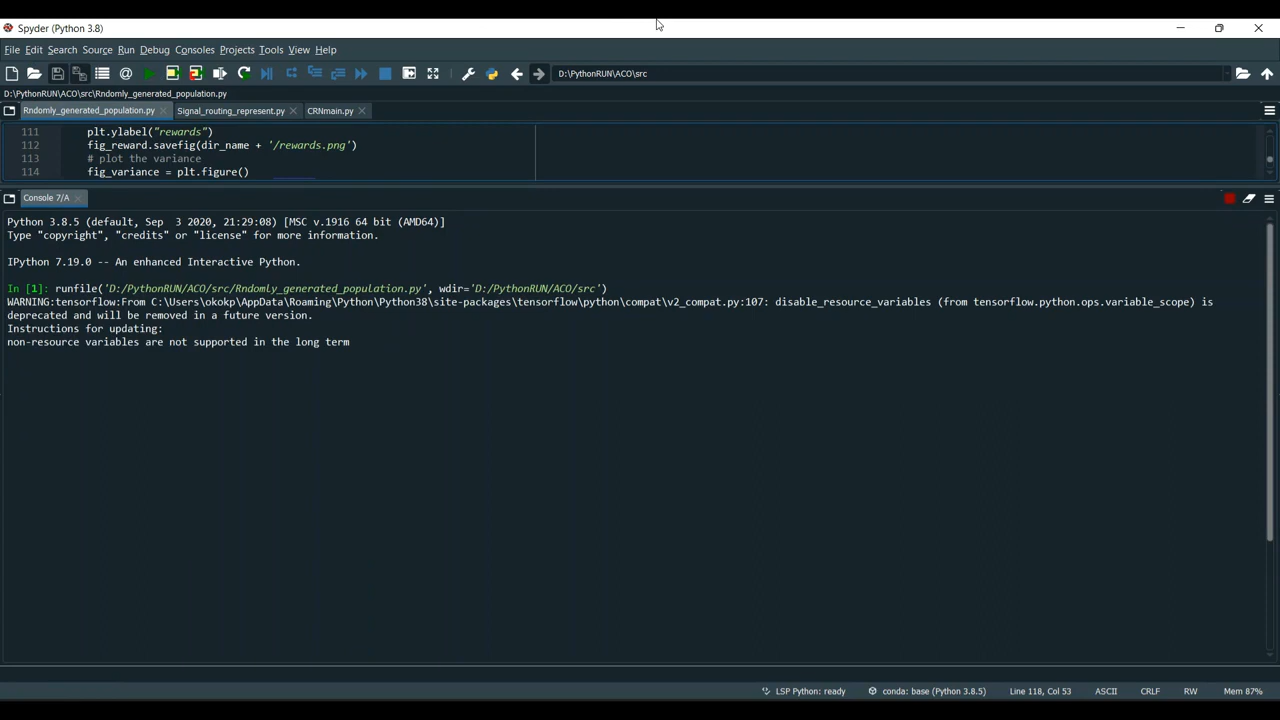 Spyder (Python 3.8)
File Edit Search Source Run Debug Consoles Projects Tools View Help
D:\PythonRUN\ACO\src
D:\PythonRUN\ACO\src\Rndomly_generated_population.py
Rndomly_generated_population.py Signal_routing_represent.py CRNmain.py
111 plt.ylabel("rewards")
112 fig_reward.savefig(dir_name + '/rewards.png')
113 # plot the variance
114 fig_variance = plt.figure()
Console 7/A
Python 3.8.5 (default, Sep  3 2020, 21:29:08) [MSC v.1916 64 bit (AMD64)]
Type "copyright", "credits" or "license" for more information.
IPython 7.19.0 -- An enhanced Interactive Python.
In [1]: runfile('D:/PythonRUN/ACO/src/Rndomly_generated_population.py', wdir='D:/PythonRUN/ACO/src')
WARNING:tensorflow:From C:\Users\okokp\AppData\Roaming\Python\Python38\site-packages\tensorflow\python\compat\v2_compat.py:107: disable_resource_variables (from tensorflow.python.ops.variable_scope) is
deprecated and will be removed in a future version.
Instructions for updating:
non-resource variables are not supported in the long term
LSP Python: ready conda: base (Python 3.8.5) Line 118, Col 53 ASCII CRLF RW Mem 87%